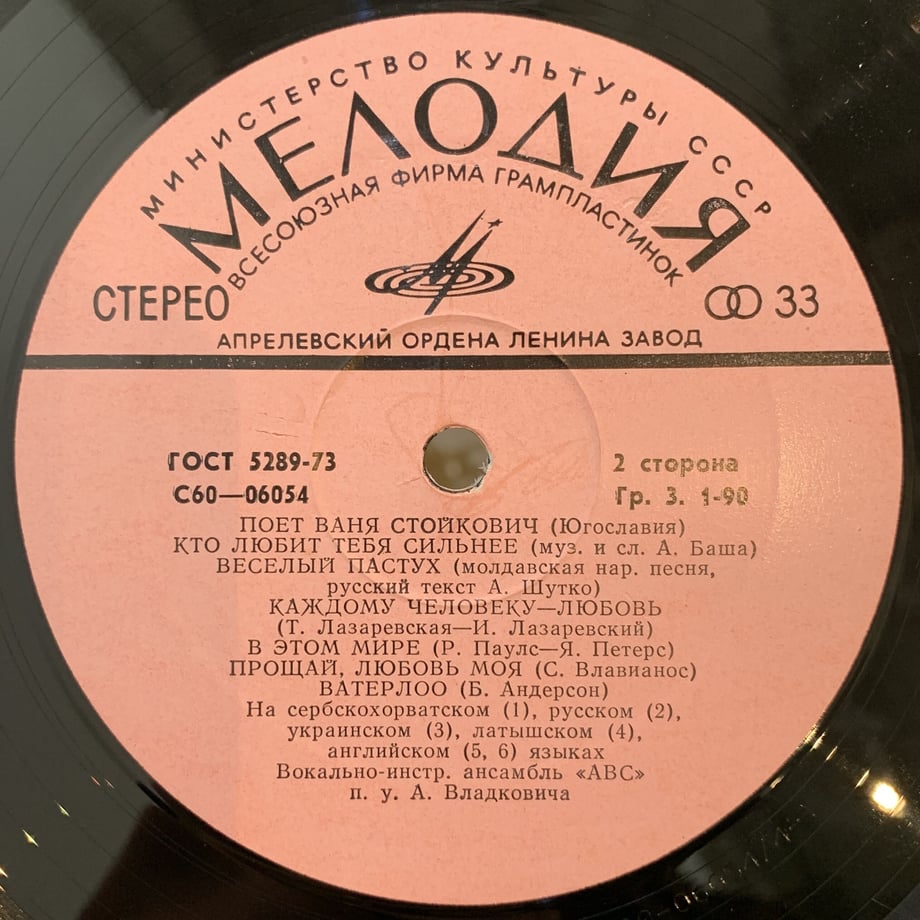 МИНИСТЕРСТВО КУЛЬТУРЫ СССР
МЕЛОДИЯ
ВСЕСОЮЗНАЯ ФИРМА ГРАМПЛАСТИНОК
СТЕРЕО
33
АПРЕЛЕВСКИЙ ОРДЕНА ЛЕНИНА ЗАВОД
ГОСТ 5289-73
2 сторона
С60—06054
Гр. 3. 1-90
ПОЕТ ВАНЯ СТОЙКОВИЧ (Югославия)
КТО ЛЮБИТ ТЕБЯ СИЛЬНЕЕ (муз. и сл. А. Баша)
ВЕСЕЛЫЙ ПАСТУХ (молдавская нар. песня,
русский текст А. Шутко)
КАЖДОМУ ЧЕЛОВЕКУ—ЛЮБОВЬ
(Т. Лазаревская—И. Лазаревский)
В ЭТОМ МИРЕ (Р. Паулс—Я. Петерс)
ПРОЩАЙ, ЛЮБОВЬ МОЯ (С. Влавианос)
ВАТЕРЛОО (Б. Андерсон)
На сербскохорватском (1), русском (2),
украинском (3), латышском (4),
английском (5, 6) языках
Вокально-инстр. ансамбль «АВС»
п. у. А. Владковича